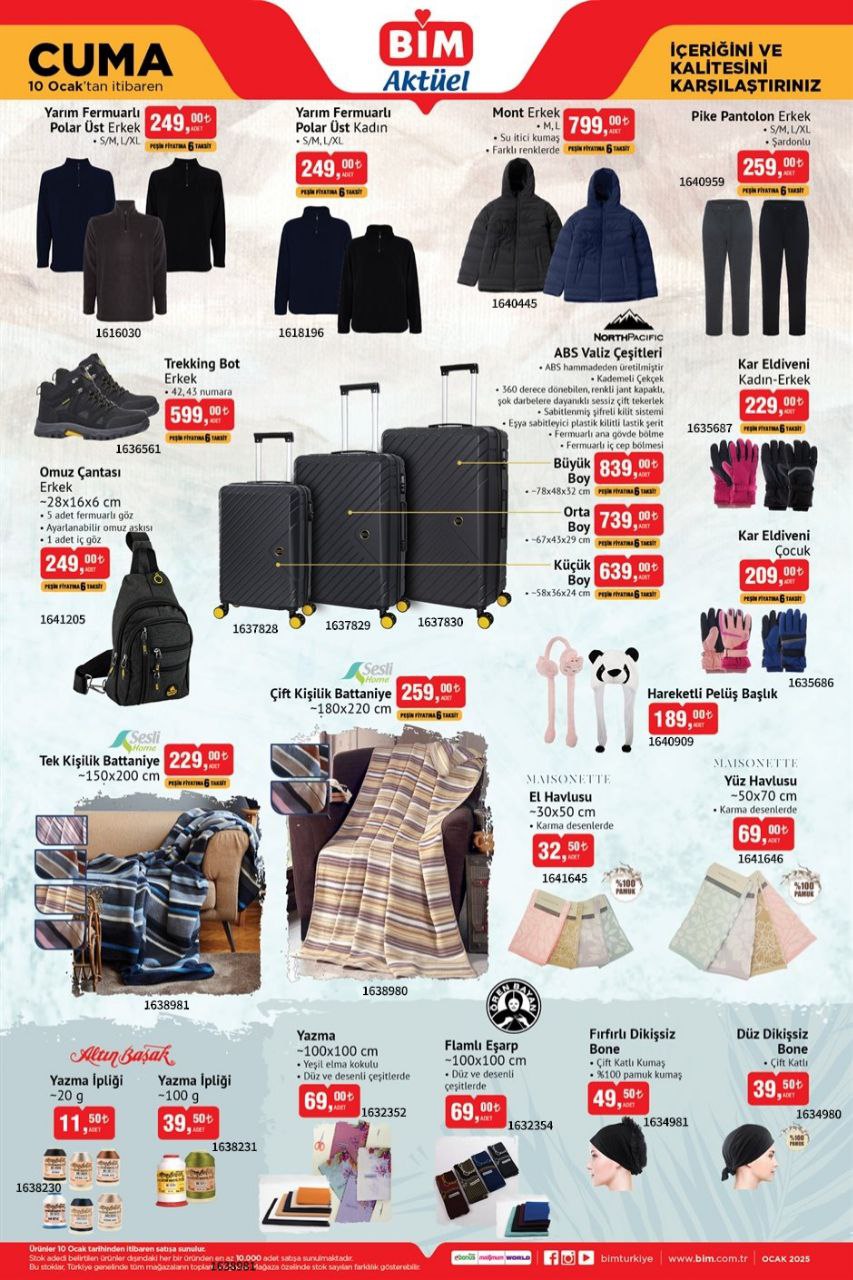 CUMA
10 Ocak'tan itibaren
BİM
Aktüel
İÇERİĞİNİ VE
KALİTESİNİ
KARŞILAŞTIRINIZ
Yarım Fermuarlı
Polar Üst Erkek
• S/M, L/XL
249,00₺
ADET
PEŞİN FİYATINA 6 TAKSİT
1616030
Yarım Fermuarlı
Polar Üst Kadın
• S/M, L/XL
249,00₺
ADET
PEŞİN FİYATINA 6 TAKSİT
1618196
Mont Erkek
• M, L
• Su itici kumaş
• Farklı renklerde
799,00₺
ADET
PEŞİN FİYATINA 6 TAKSİT
1640445
Pike Pantolon Erkek
• S/M, L/XL
• Şardonlu
259,00₺
ADET
PEŞİN FİYATINA 6 TAKSİT
1640959
Trekking Bot
Erkek
• 42, 43 numara
599,00₺
ADET
PEŞİN FİYATINA 6 TAKSİT
1636561
NORTHPACIFIC
ABS Valiz Çeşitleri
• ABS hammadeden üretilmiştir
• Kademeli Çekçek
• 360 derece dönebilen, renkli jant kapaklı,
şok darbelere dayanıklı sessiz çift tekerlek
• Sabitlenmiş şifreli kilit sistemi
• Eşya sabitleyici plastik kilitli lastik şerit
• Fermuarlı ana gövde bölme
• Fermuarlı iç cep bölmesi
Büyük
Boy
• ~78x48x32 cm
839,00₺
ADET
PEŞİN FİYATINA 6 TAKSİT
Orta
Boy
• ~67x43x29 cm
739,00₺
ADET
PEŞİN FİYATINA 6 TAKSİT
Küçük
Boy
• ~58x36x24 cm
639,00₺
ADET
PEŞİN FİYATINA 6 TAKSİT
1637828
1637829
1637830
Kar Eldiveni
Kadın-Erkek
229,00₺
ADET
PEŞİN FİYATINA 6 TAKSİT
1635687
Omuz Çantası
Erkek
~28x16x6 cm
• 5 adet fermuarlı göz
• Ayarlanabilir omuz askısı
• 1 adet iç göz
249,00₺
ADET
PEŞİN FİYATINA 6 TAKSİT
1641205
Kar Eldiveni
Çocuk
209,00₺
ADET
PEŞİN FİYATINA 6 TAKSİT
1635686
Hareketli Pelüş Başlık
189,00₺
ADET
1640909
Sesli
Home
Çift Kişilik Battaniye
~180x220 cm
259,00₺
ADET
PEŞİN FİYATINA 6 TAKSİT
1638980
Sesli
Home
Tek Kişilik Battaniye
~150x200 cm
229,00₺
ADET
PEŞİN FİYATINA 6 TAKSİT
1638981
MAISONETTE
El Havlusu
~30x50 cm
• Karma desenlerde
32,50₺
ADET
1641645
%100
PAMUK
MAISONETTE
Yüz Havlusu
~50x70 cm
• Karma desenlerde
69,00₺
ADET
1641646
%100
PAMUK
Altın Başak
Yazma İpliği
~20 g
11,50₺
ADET
1638230
Yazma İpliği
~100 g
39,50₺
ADET
1638231
Yazma
~100x100 cm
• Yeşil elma kokulu
• Düz ve desenli çeşitlerde
69,00₺
ADET
1632352
ÖREN BAYAN
Flamlı Eşarp
~100x100 cm
• Düz ve desenli
çeşitlerde
69,00₺
ADET
1632354
Fırfırlı Dikişsiz
Bone
• Çift Katlı Kumaş
• %100 pamuk kumaş
49,50₺
ADET
1634981
Düz Dikişsiz
Bone
• Çift Katlı
39,50₺
ADET
1634980
%100
PAMUK
Ürünler 10 Ocak tarihinden itibaren satışa sunulur.
Stok adedi belirtilen ürünler dışındaki her bir üründen en az 10.000 adet satışa sunulmaktadır.
Bu stoklar, Türkiye genelinde tüm mağazaların toplam 1638981 Mağaza özelinde stok sayıları farklılık gösterebilir.
bonus maximum WORLD
bimturkiye
www.bim.com.tr
OCAK 2025